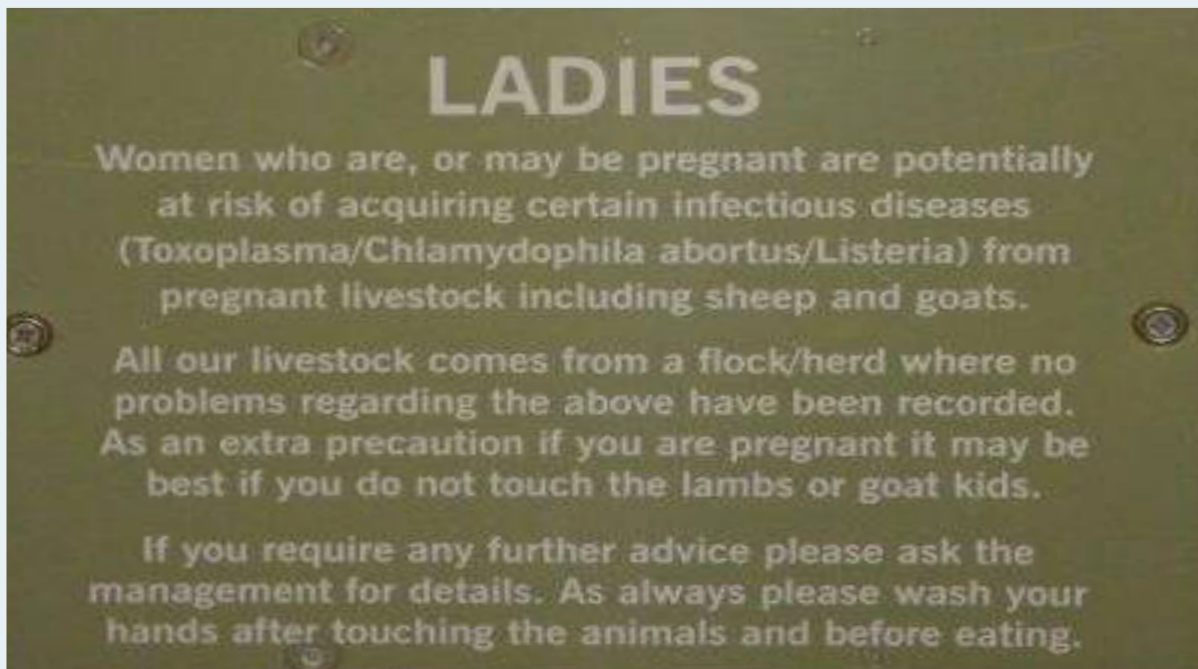 LADIES
Women who are, or may be pregnant are potentially
at risk of acquiring certain infectious diseases
(Toxoplasma/Chlamydophila abortus/Listeria) from
pregnant livestock including sheep and goats.
All our livestock comes from a flock/herd where no
problems regarding the above have been recorded.
As an extra precaution if you are pregnant it may be
best if you do not touch the lambs or goat kids.
If you require any further advice please ask the
management for details. As always please wash your
hands after touching the animals and before eating.